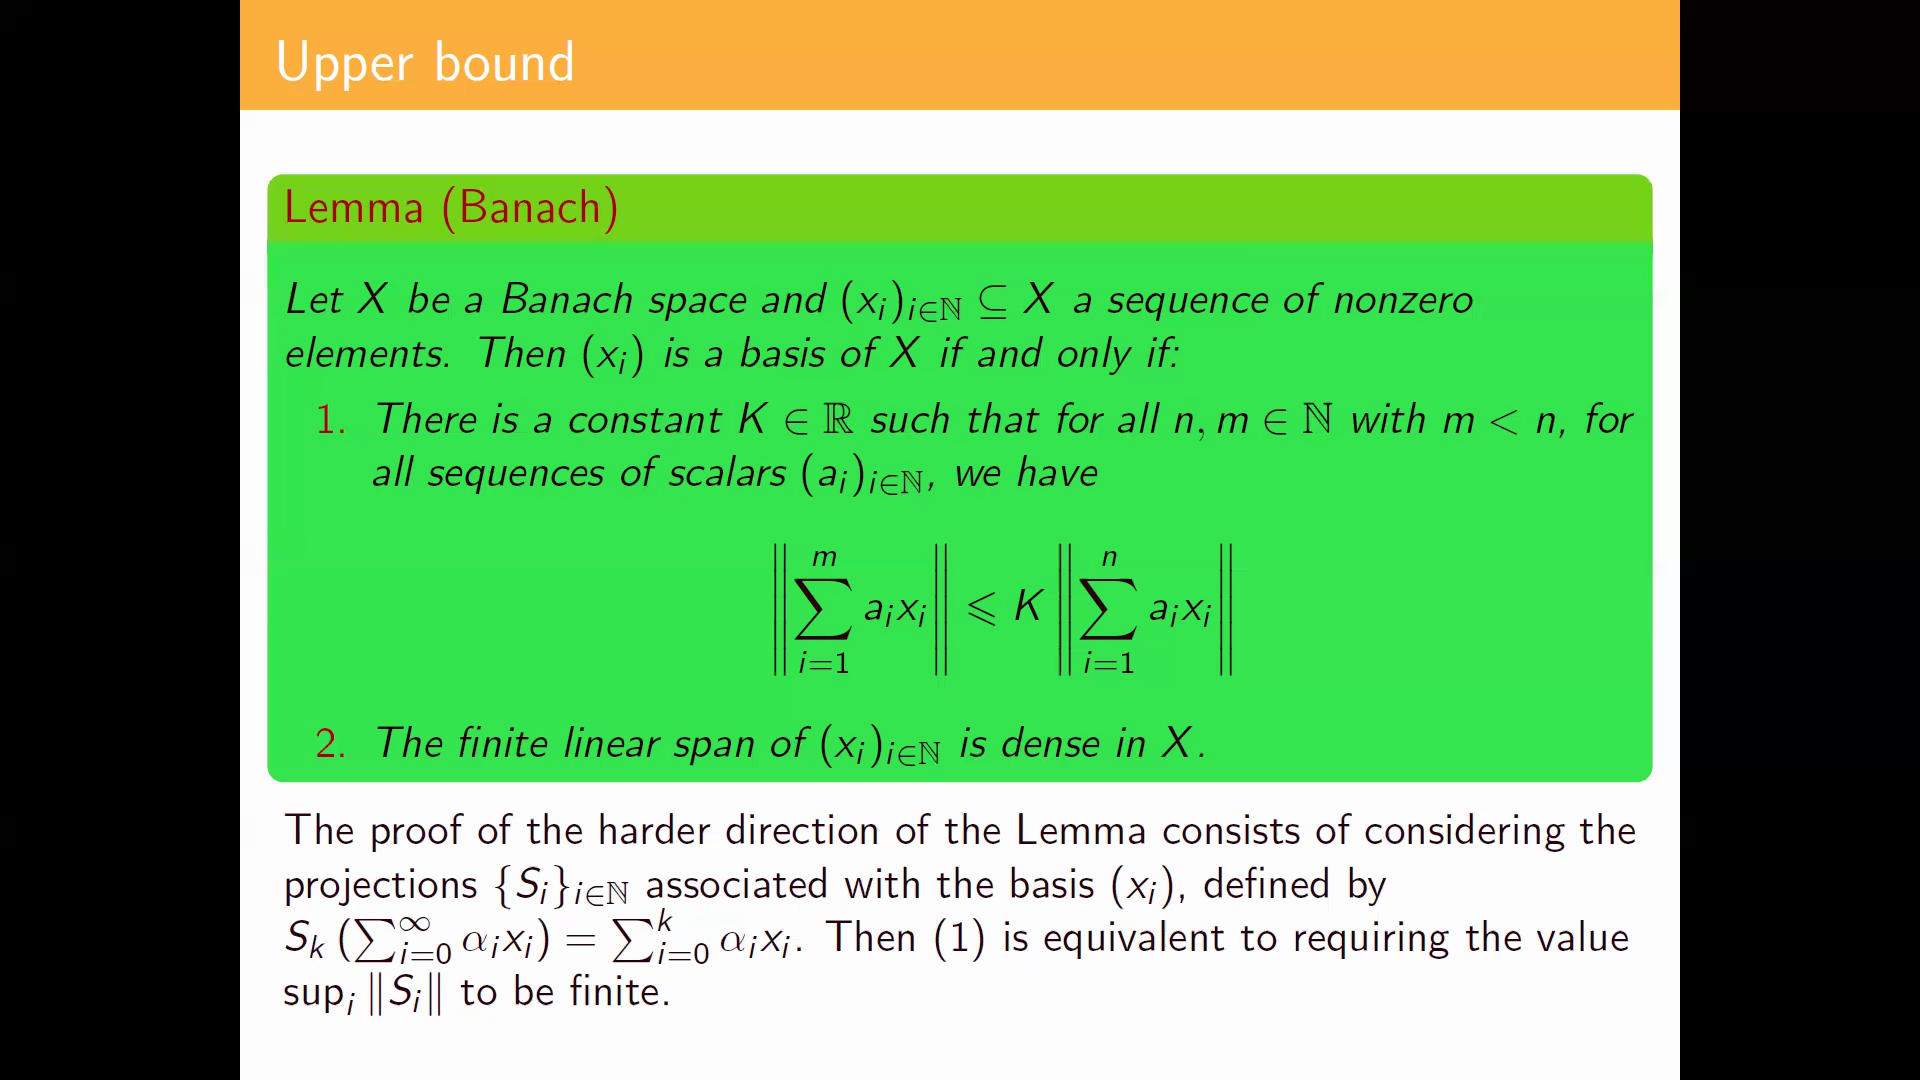 Upper bound
Lemma (Banach)
Let X be a Banach space and (x_i)_{i∈ℕ} ⊆ X a sequence of nonzero
elements. Then (x_i) is a basis of X if and only if:
1. There is a constant K ∈ ℝ such that for all n, m ∈ ℕ with m < n, for
all sequences of scalars (a_i)_{i∈ℕ}, we have
‖∑_{i=1}^{m} a_i x_i‖ ⩽ K ‖∑_{i=1}^{n} a_i x_i‖
2. The finite linear span of (x_i)_{i∈ℕ} is dense in X.
The proof of the harder direction of the Lemma consists of considering the
projections {S_i}_{i∈ℕ} associated with the basis (x_i), defined by
S_k (∑_{i=0}^{∞} α_i x_i) = ∑_{i=0}^{k} α_i x_i. Then (1) is equivalent to requiring the value
sup_i ‖S_i‖ to be finite.